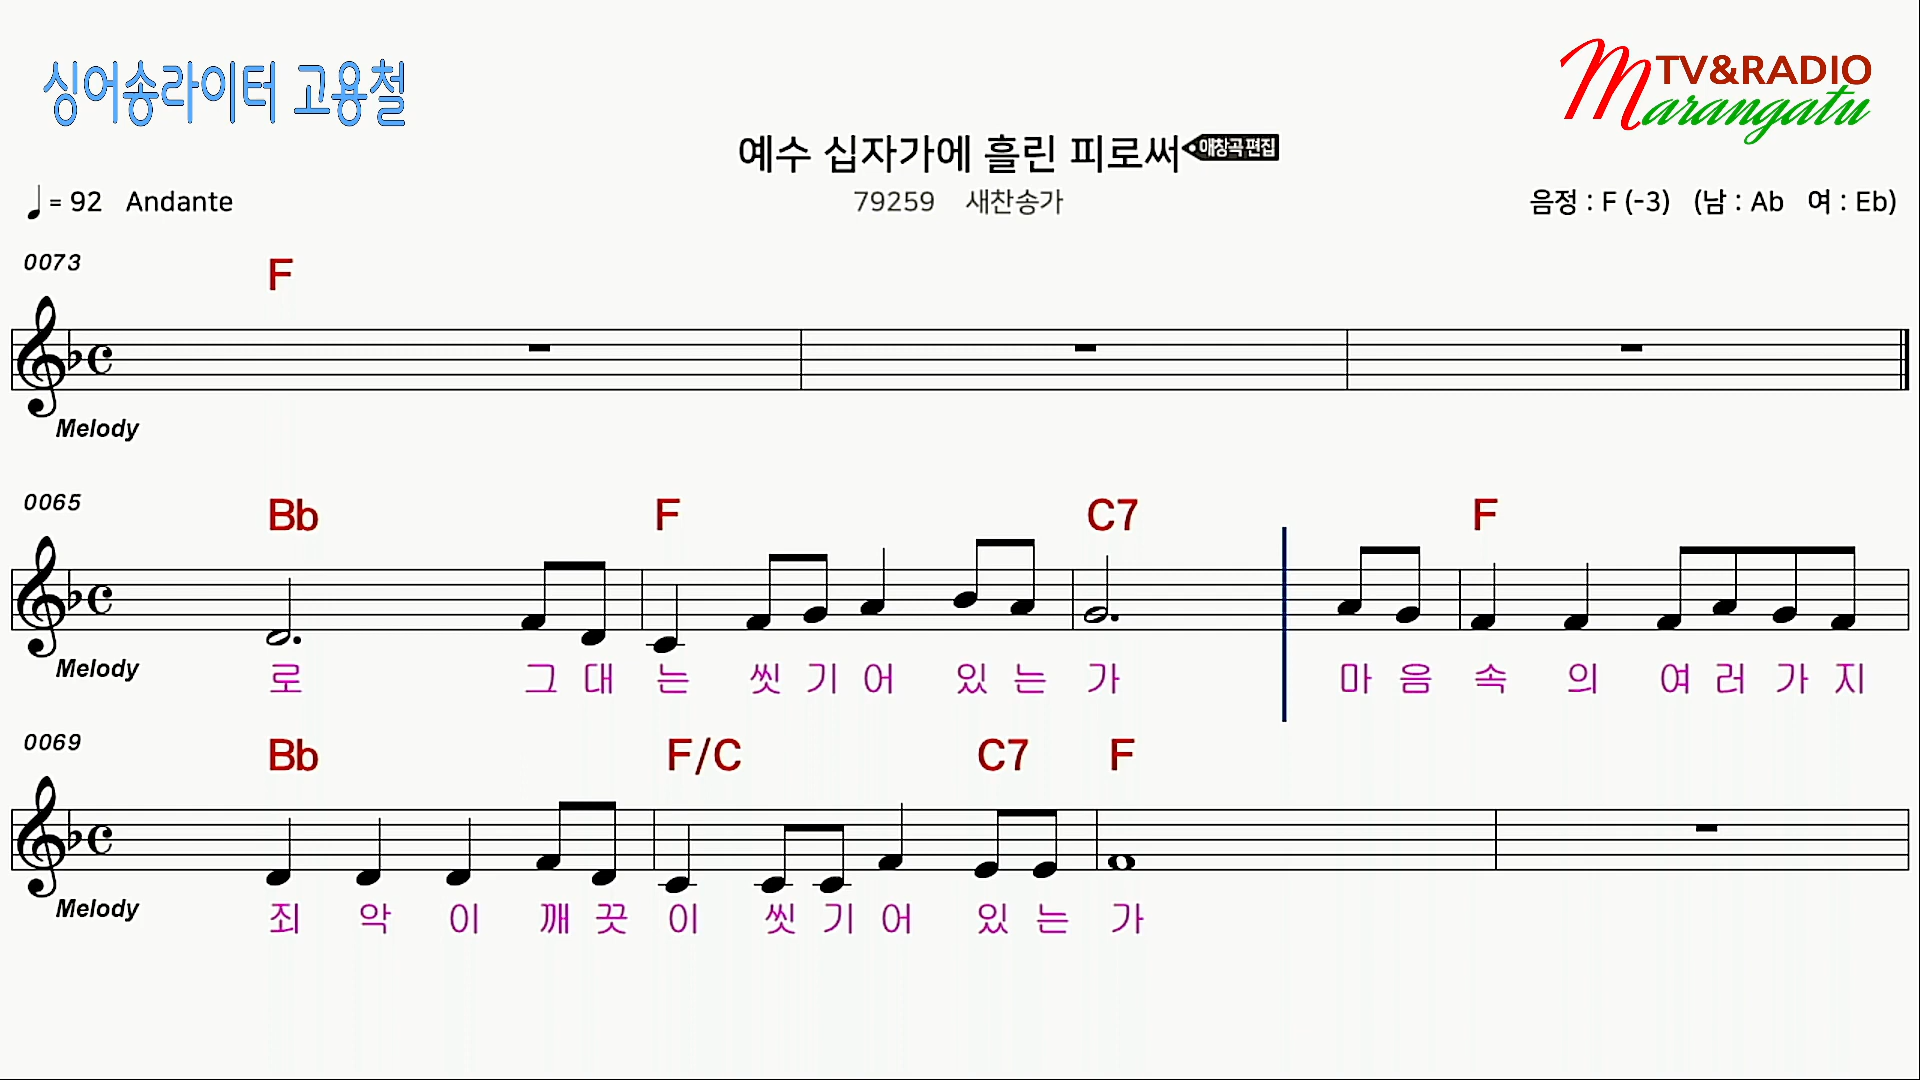 싱어송라이터 고용철
MTV&RADIO
Marangatu
예수 십자가에 흘린 피로써 애창곡 편집
♩= 92 Andante
79259 새찬송가
음정 : F (-3) (남 : Ab 여 : Eb)
0073
F
Melody
0065
Bb F C7 F
Melody
로 그 대 는 씻 기 어 있 는 가 마 음 속 의 여 러 가 지
0069
Bb F/C C7 F
Melody
죄 악 이 깨 끗 이 씻 기 어 있 는 가